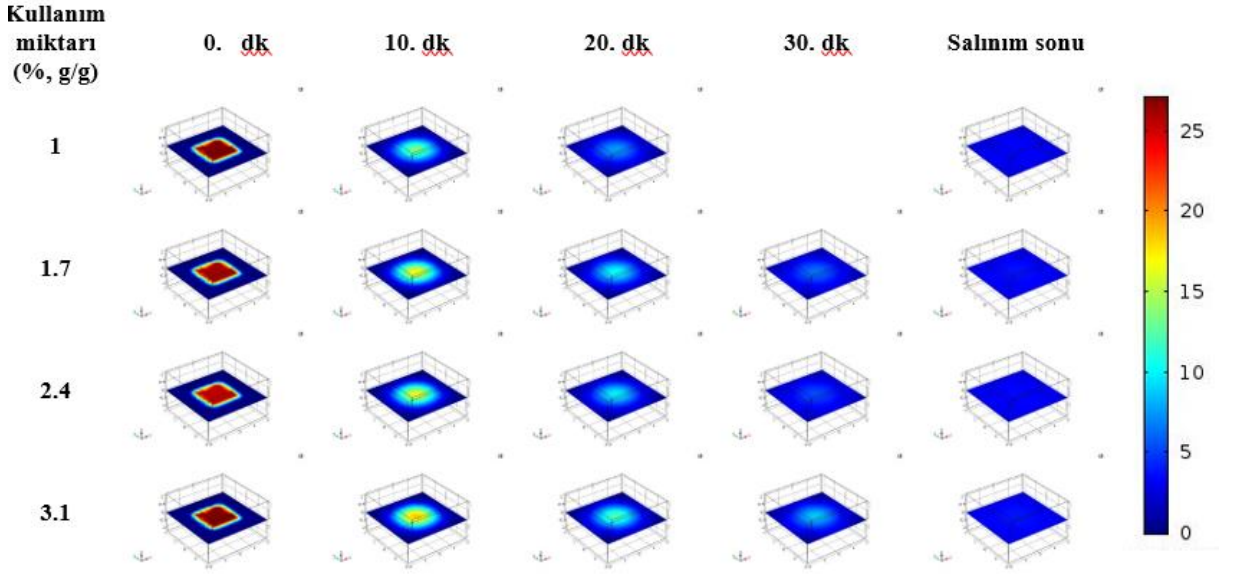 Kullanım
miktarı
(%, g/g)
0. dk
10. dk
20. dk
30. dk
Salınım sonu
1
1.7
2.4
3.1
25
20
15
10
5
0